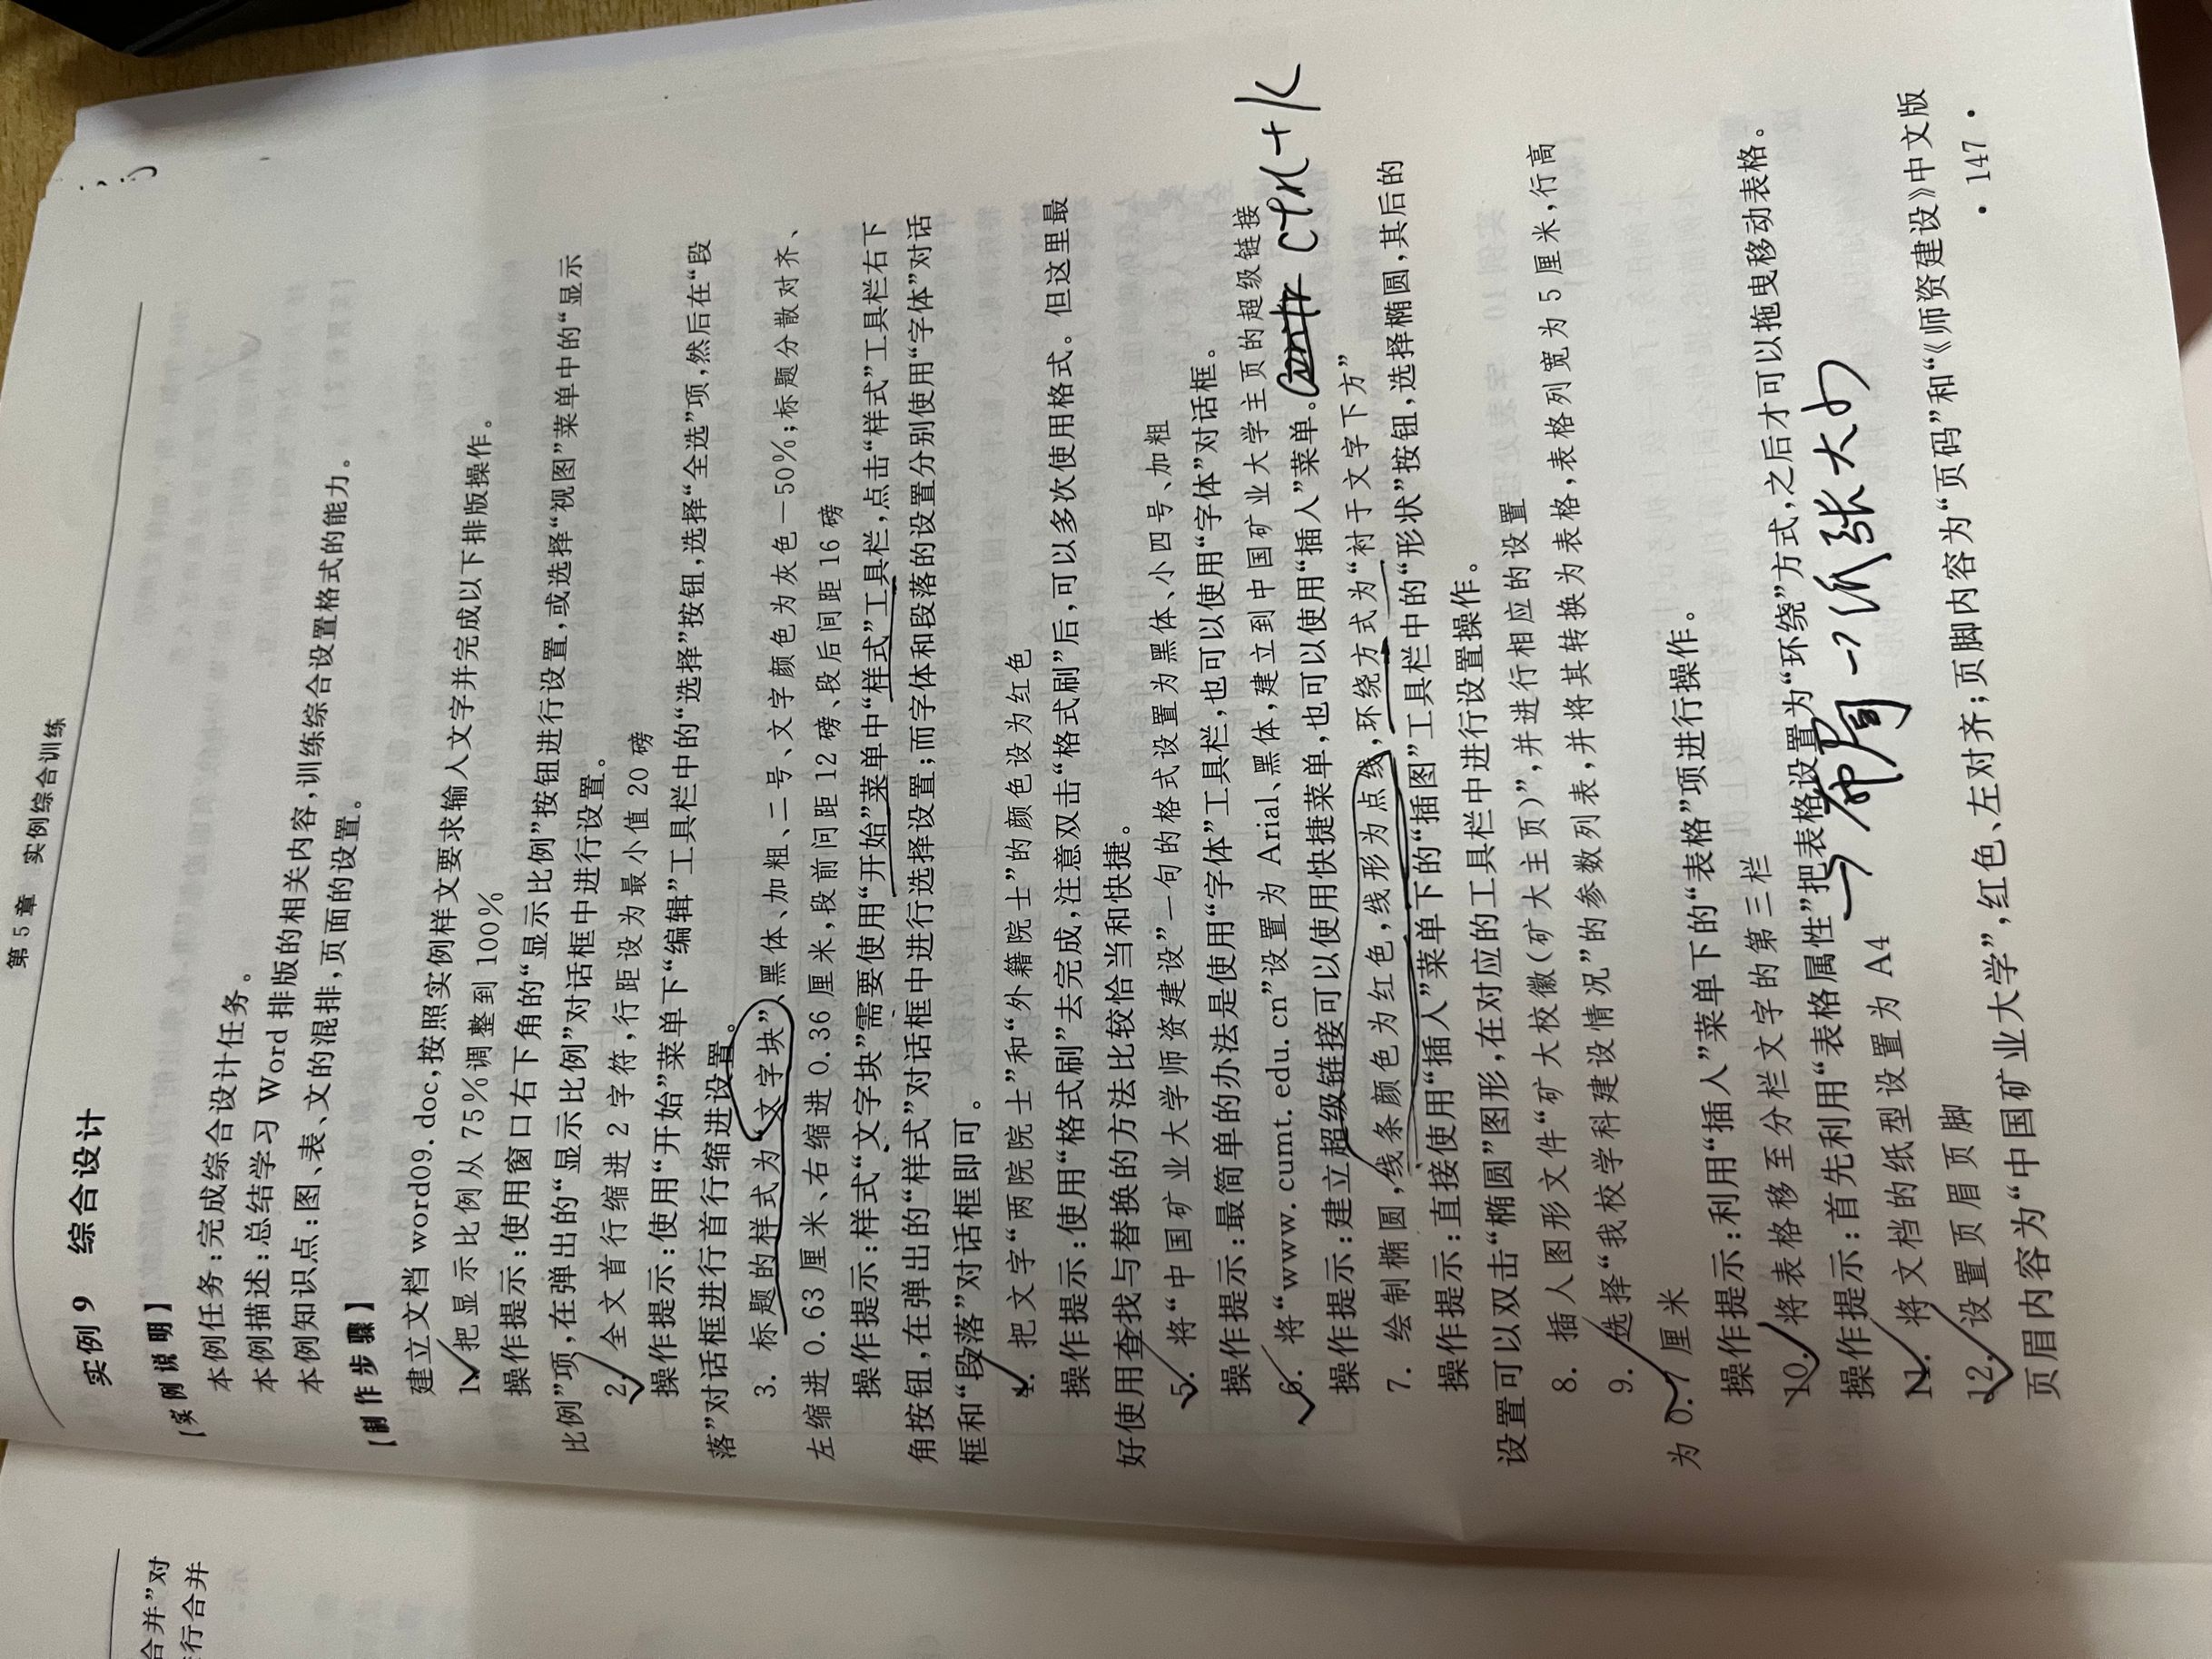 合并”对
行合并
第5章 实例综合训练
实例9 综合设计
【实例说明】
本例任务:完成综合设计任务。
本例描述:总结学习 Word 排版的相关内容,训练综合设置格式的能力。
本例知识点:图、表、文的混排,页面的设置。
【制作步骤】
建立文档 word09.doc,按照实例样文要求输入文字并完成以下排版操作。
1. 把显示比例从75%调整到100%
操作提示:使用窗口右下角的“显示比例”按钮进行设置,或选择“视图”菜单中的“显示
比例”项,在弹出的“显示比例”对话框中进行设置。
2. 全文首行缩进2字符,行距设为最小值20磅
操作提示:使用“开始”菜单下“编辑”工具栏中的“选择”按钮,选择“全选”项,然后在“段
落”对话框进行首行缩进设置。
3. 标题的样式为“文字块”、黑体、加粗、二号、文字颜色为灰色—50%;标题分散对齐、
左缩进0.63厘米、右缩进0.36厘米,段前间距12磅、段后间距16磅
操作提示:样式“文字块”需要使用“开始”菜单中“样式”工具栏,点击“样式”工具栏右下
角按钮,在弹出的“样式”对话框中进行选择设置;而字体和段落的设置分别使用“字体”对话
框和“段落”对话框即可。
4. 把文字“两院院士”和“外籍院士”的颜色设为红色
操作提示:使用“格式刷”去完成,注意双击“格式刷”后,可以多次使用格式。但这里最
好使用查找与替换的方法比较恰当和快捷。
5. 将“中国矿业大学师资建设”一句的格式设置为黑体、小四号、加粗
操作提示:最简单的办法是使用“字体”工具栏,也可以使用“字体”对话框。
6. 将“www.cumt.edu.cn”设置为Arial、黑体,建立到中国矿业大学主页的超级链接
操作提示:建立超级链接可以使用快捷菜单,也可以使用“插入”菜单。 Ctrl+K
7. 绘制椭圆,线条颜色为红色,线形为点线,环绕方式为“衬于文字下方”
操作提示:直接使用“插入”菜单下的“插图”工具栏中的“形状”按钮,选择椭圆,其后的
设置可以双击“椭圆”图形,在对应的工具栏中进行设置操作。
8. 插入图形文件“矿大校徽(矿大主页)”,并进行相应的设置
9. 选择“我校学科建设情况”的参数列表,并将其转换为表格,表格列宽为5厘米,行高
为0.7厘米
操作提示:利用“插入”菜单下的“表格”项进行操作。
10. 将表格移至分栏文字的第三栏
操作提示:首先利用“表格属性”把表格设置为“环绕”方式,之后才可以拖曳移动表格。
11. 将文档的纸型设置为A4 → 布局→纸张大小
12. 设置页眉页脚
页眉内容为“中国矿业大学”,红色、左对齐;页脚内容为“页码”和“《师资建设》中文版
· 147 ·